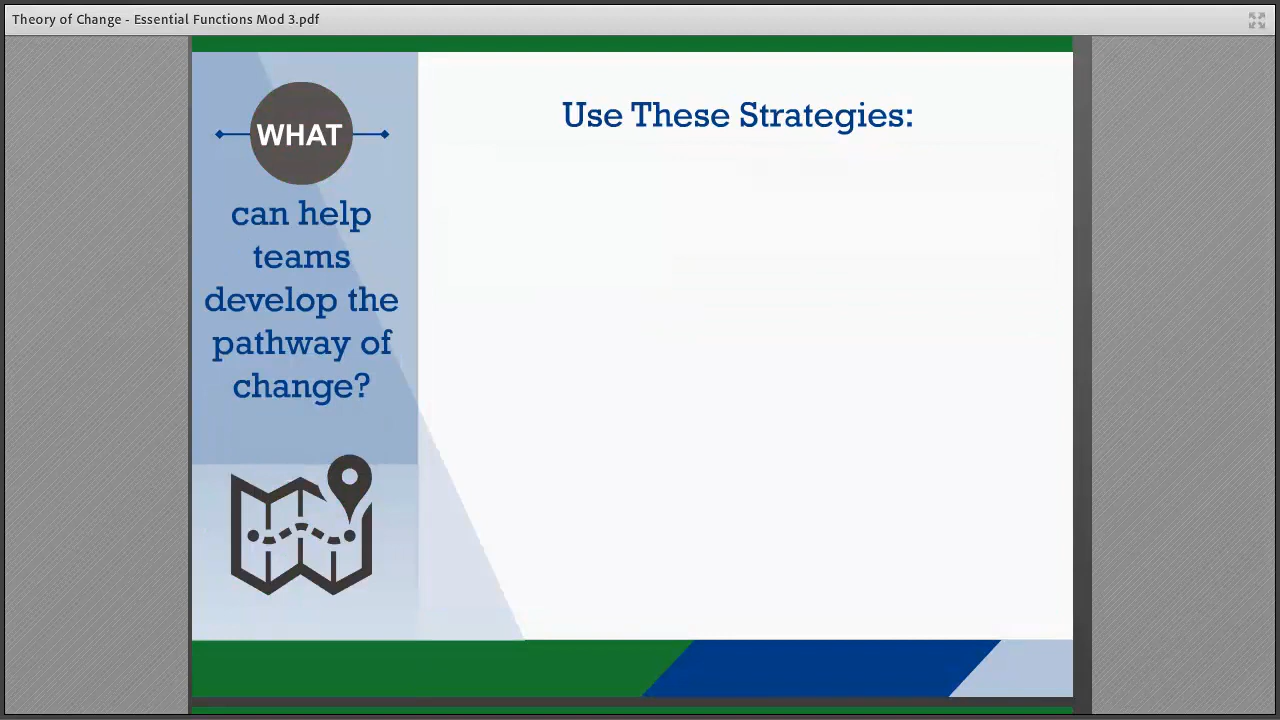 Theory of Change - Essential Functions Mod 3.pdf
WHAT
can help
teams
develop the
pathway of
change?
Use These Strategies: